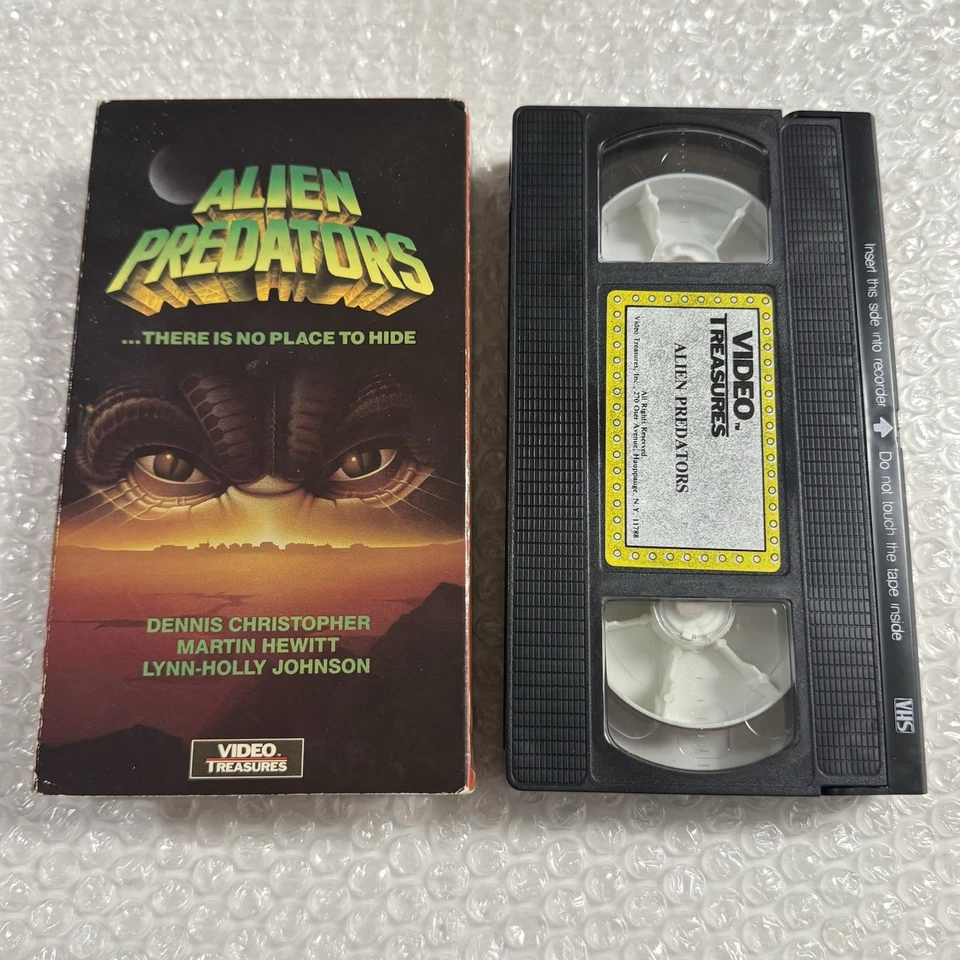 ALIEN
PREDATORS
...THERE IS NO PLACE TO HIDE
DENNIS CHRISTOPHER
MARTIN HEWITT
LYNN-HOLLY JOHNSON
VIDEO™
TREASURES
VIDEO™
TREASURES
ALIEN PREDATORS
All Rights Reserved.
Video Treasures, Inc., 270 Oser Avenue, Hauppauge, N.Y. 11788
Insert this side into recorder Do not touch the tape inside
VHS